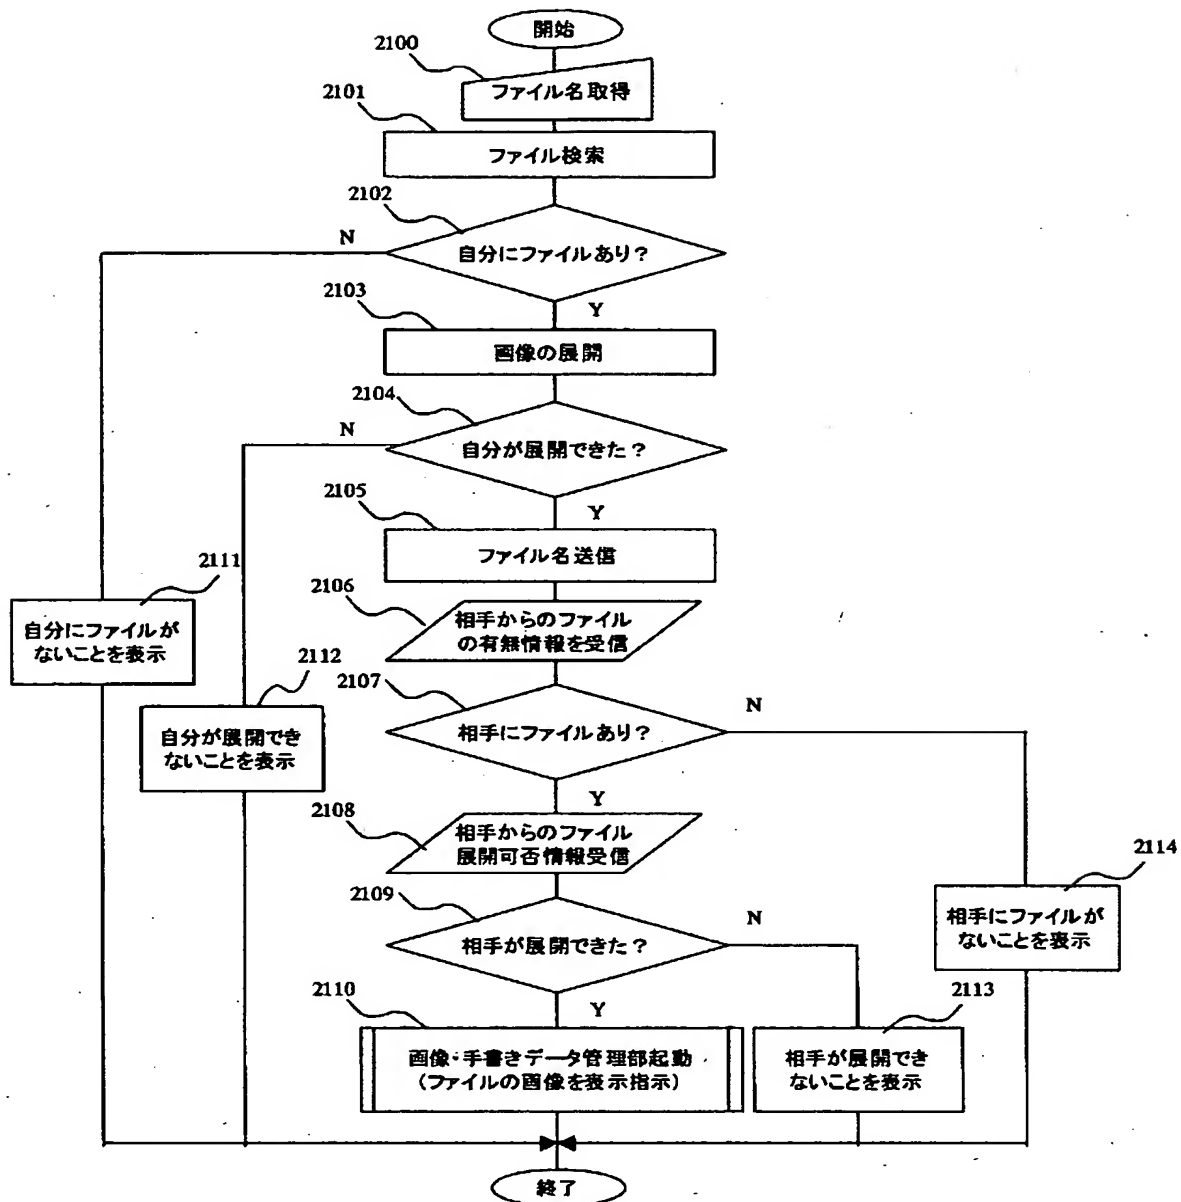 開始
2100
ファイル名取得
2101
ファイル検索
2102
N
自分にファイルあり？
2103
Y
画像の展開
2104
N
自分が展開できた？
2105
Y
ファイル名送信
2111
2106
自分にファイルが
ないことを表示
相手からのファイル
の有無情報を受信
2112
2107
N
自分が展開でき
ないことを表示
相手にファイルあり？
2108
Y
相手からのファイル
展開可否情報受信
2114
2109
N
相手にファイルが
ないことを表示
相手が展開できた？
2110
Y
2113
画像・手書きデータ管理部起動
（ファイルの画像を表示指示）
相手が展開でき
ないことを表示
終了